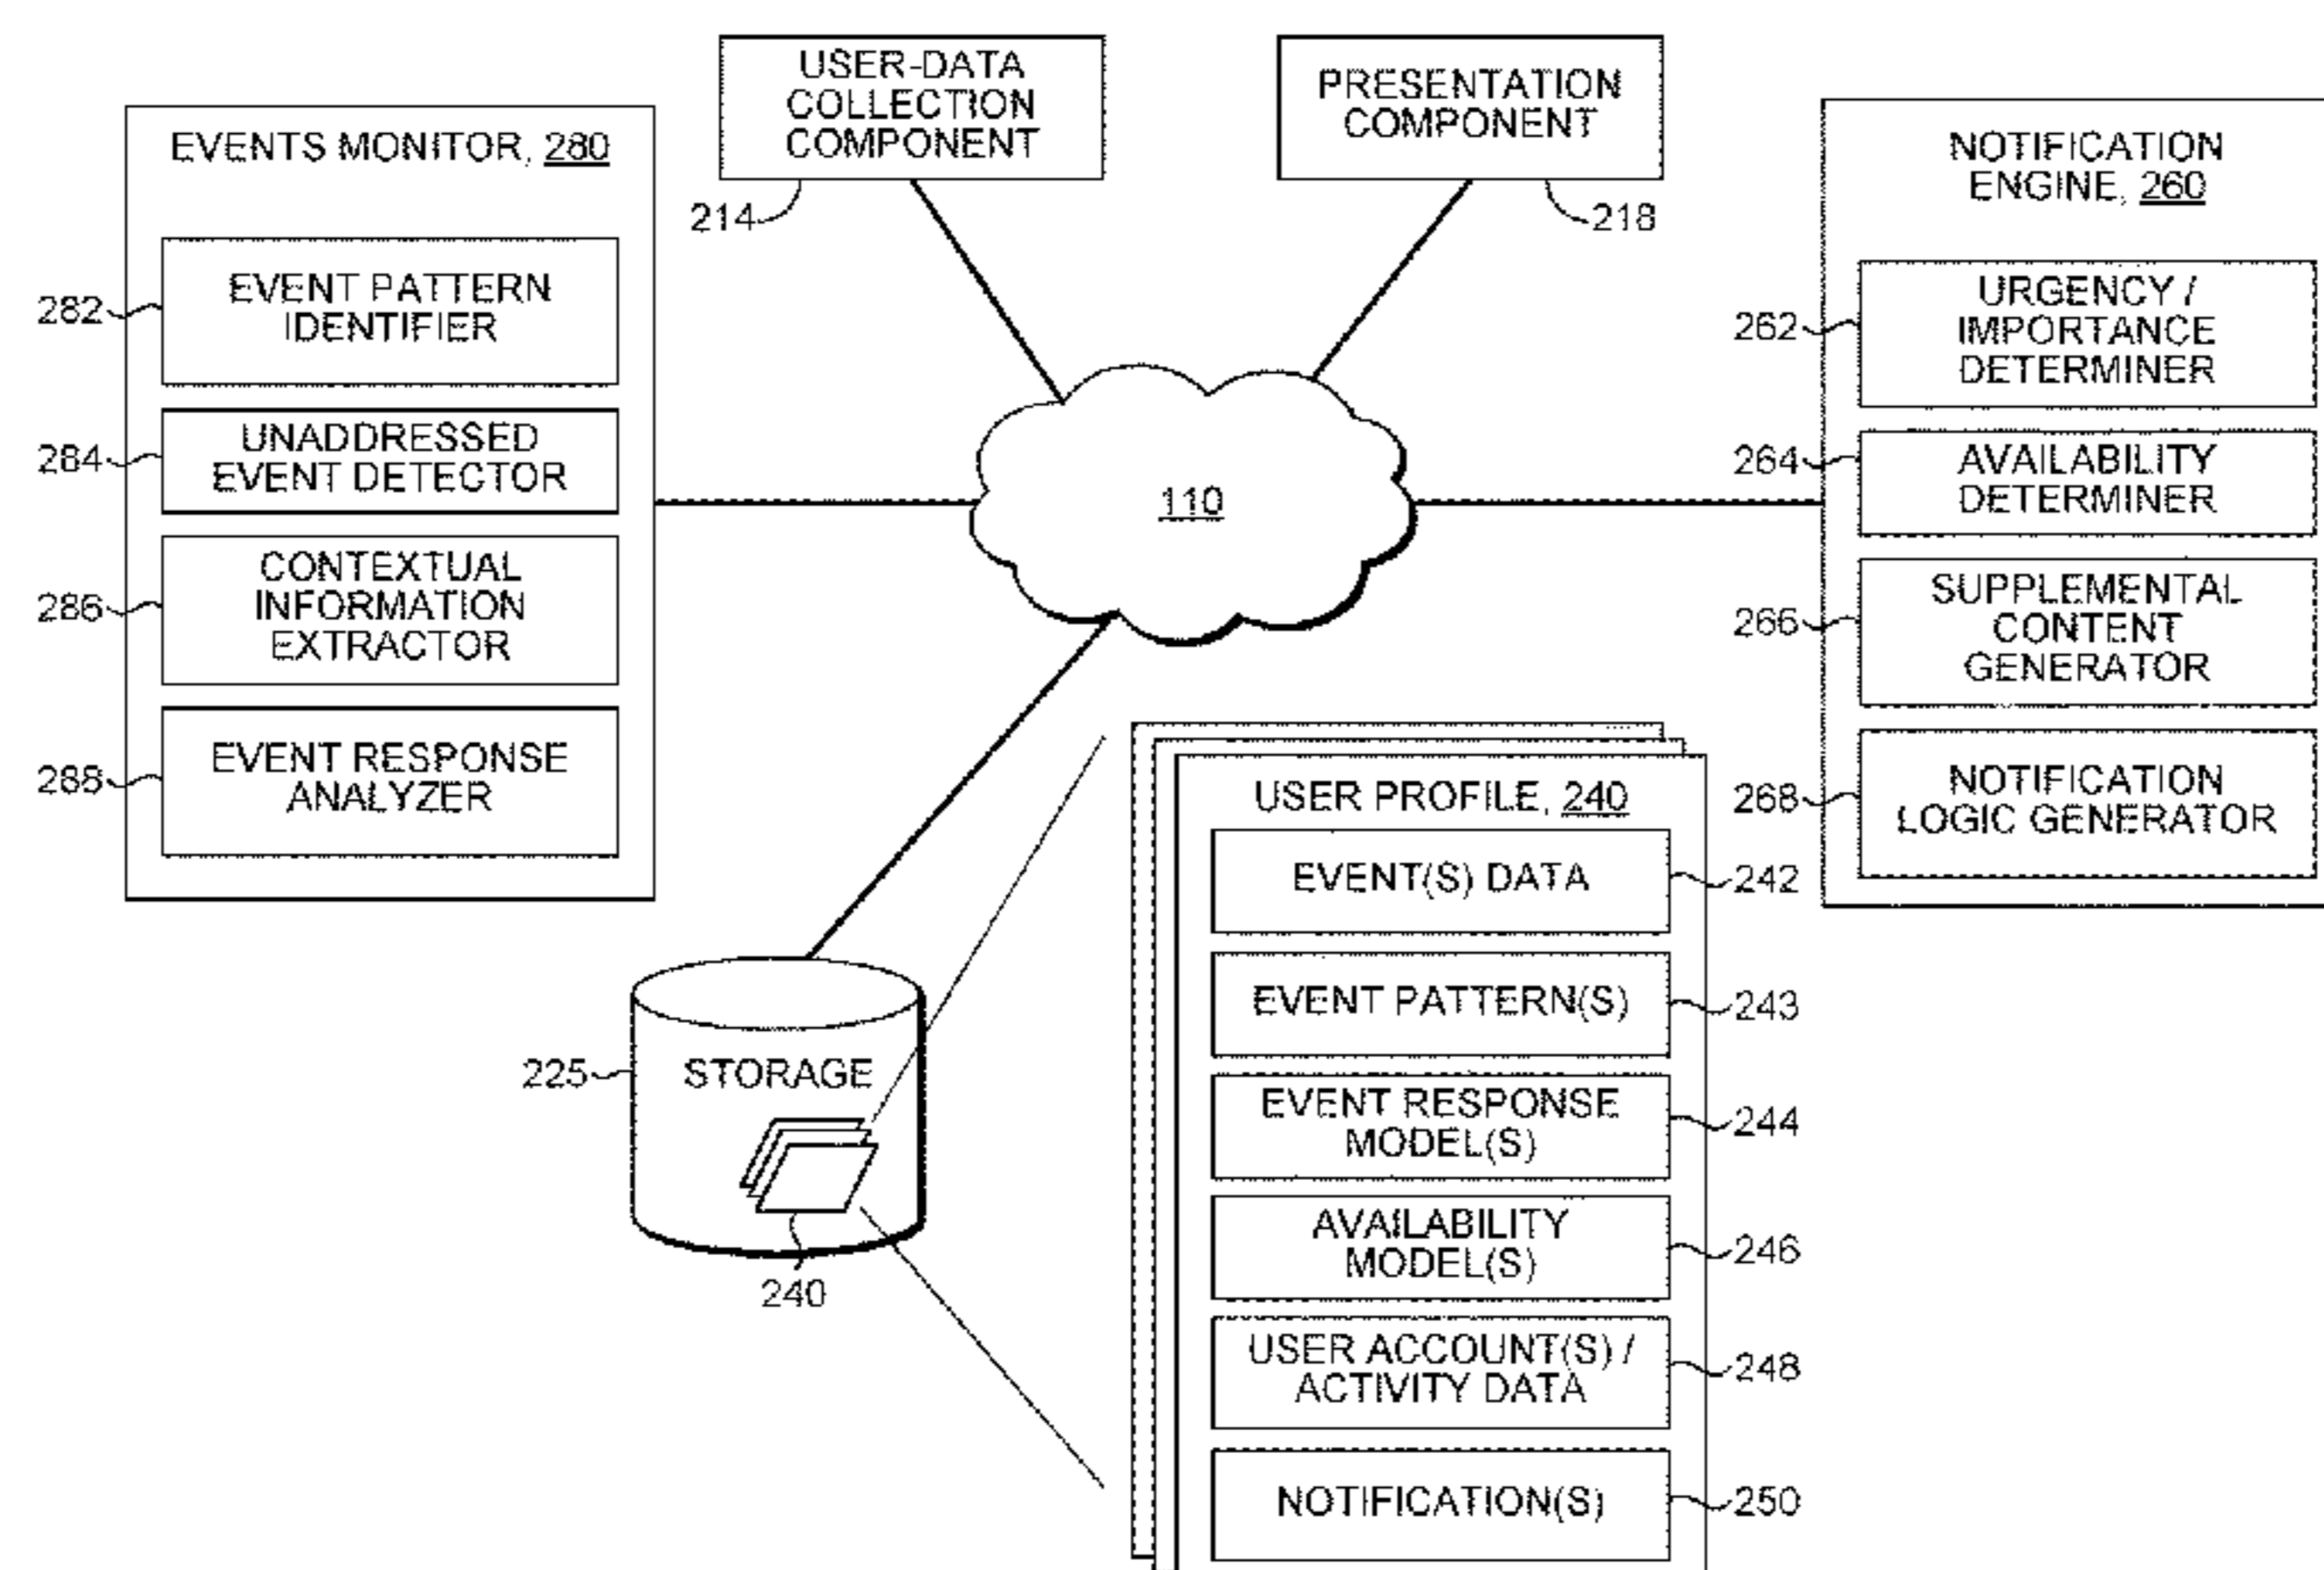 USER-DATA
COLLECTION
COMPONENT
214
PRESENTATION
COMPONENT
218
EVENTS MONITOR, 280
EVENT PATTERN
IDENTIFIER
282
UNADDRESSED
EVENT DETECTOR
284
CONTEXTUAL
INFORMATION
EXTRACTOR
286
EVENT RESPONSE
ANALYZER
288
110
NOTIFICATION
ENGINE, 260
URGENCY /
IMPORTANCE
DETERMINER
262
AVAILABILITY
DETERMINER
264
SUPPLEMENTAL
CONTENT
GENERATOR
266
NOTIFICATION
LOGIC GENERATOR
268
225
STORAGE
240
USER PROFILE, 240
EVENT(S) DATA
242
EVENT PATTERN(S)
243
EVENT RESPONSE
MODEL(S)
244
AVAILABILITY
MODEL(S)
246
USER ACCOUNT(S) /
ACTIVITY DATA
248
NOTIFICATION(S)
250